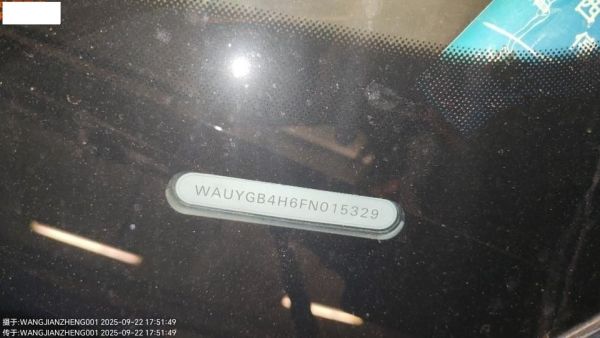 WAUYGB4H6FN015329
摄于:WANGJIANZHENG001 2025-09-22 17:51:49
传于:WANGJIANZHENG001 2025-09-22 17:51:49